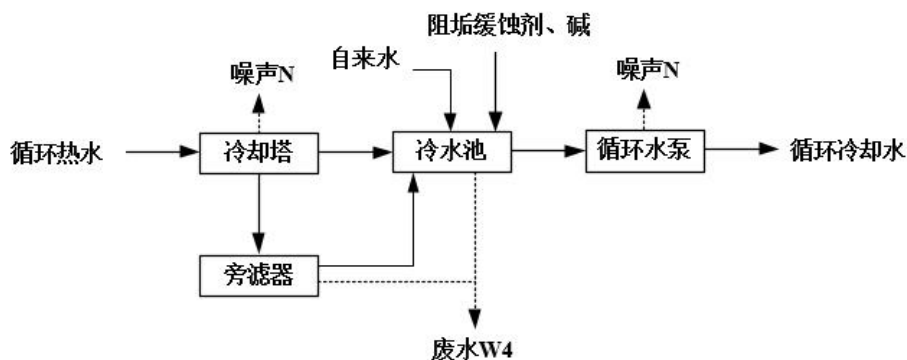 阻垢缓蚀剂、碱
自来水
噪声N
噪声N
循环热水
冷却塔
冷水池
循环水泵
循环冷却水
旁滤器
废水W4